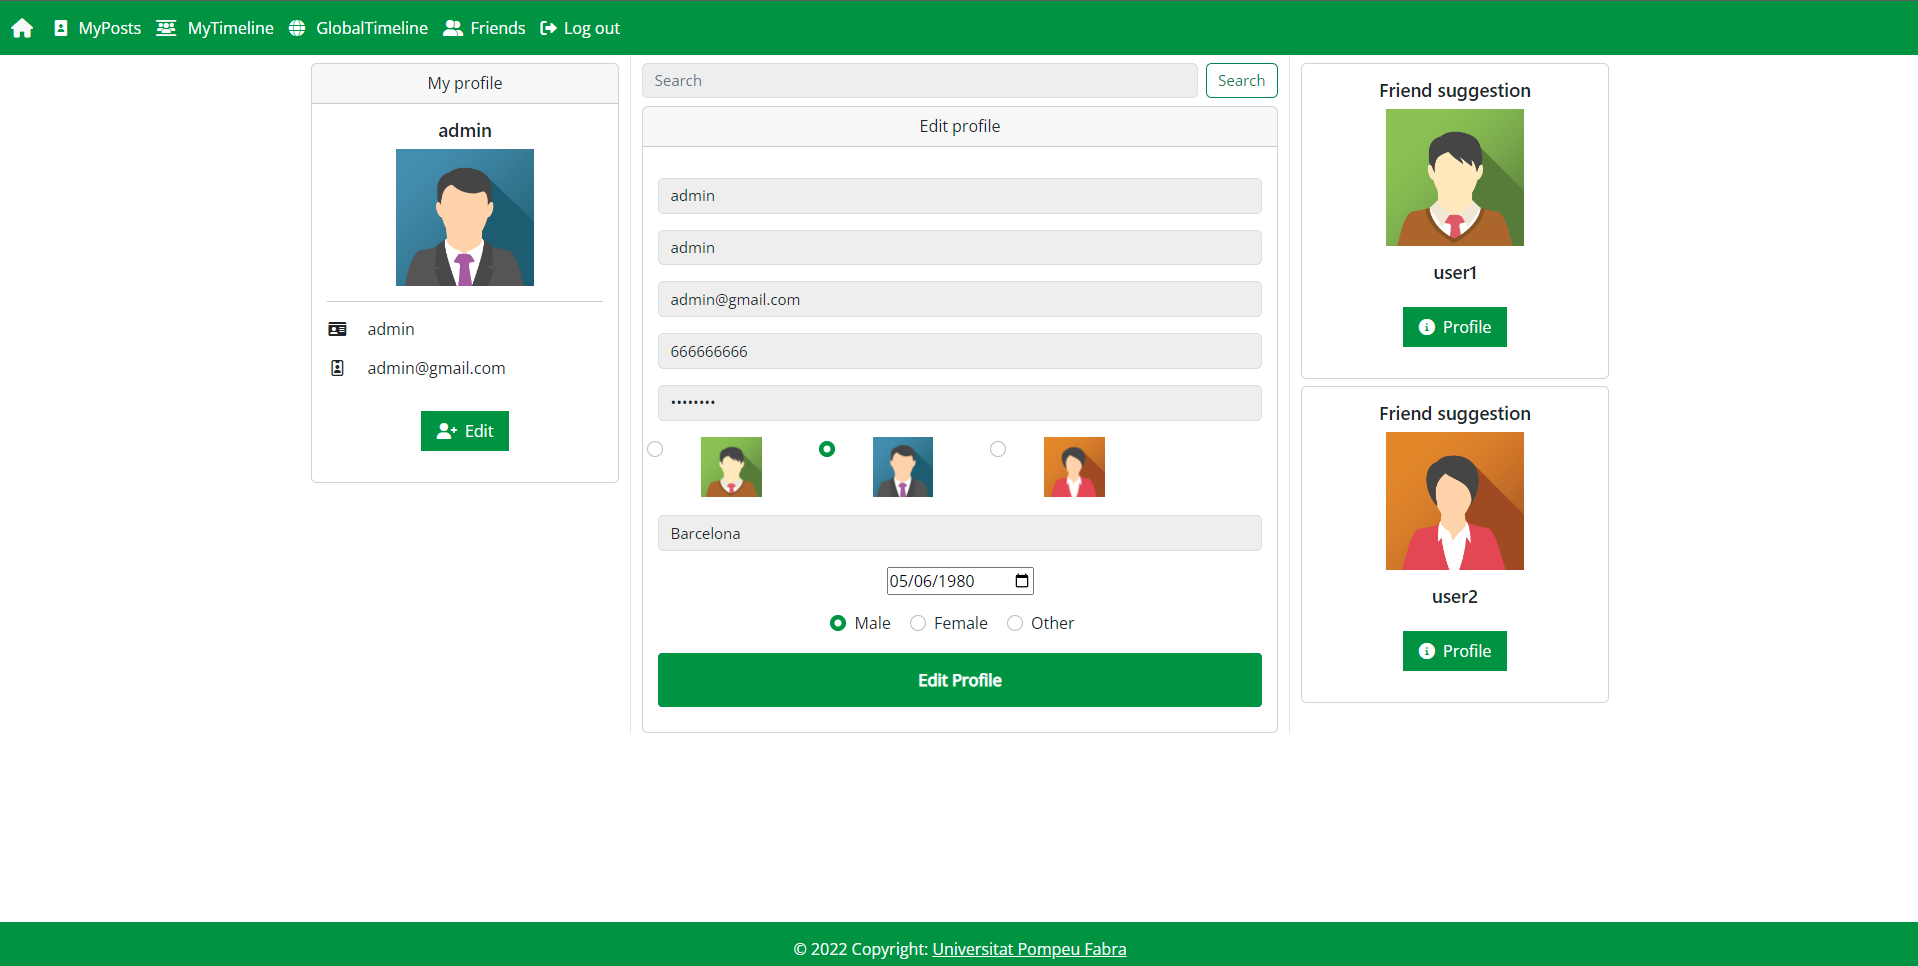 MyPosts MyTimeline GlobalTimeline Friends Log out
My profile
admin
admin
admin@gmail.com
Edit
Search Search
Edit profile
admin
admin
admin@gmail.com
666666666
••••••••
Barcelona
05/06/1980
Male Female Other
Edit Profile
Friend suggestion
user1
Profile
Friend suggestion
user2
Profile
© 2022 Copyright: Universitat Pompeu Fabra